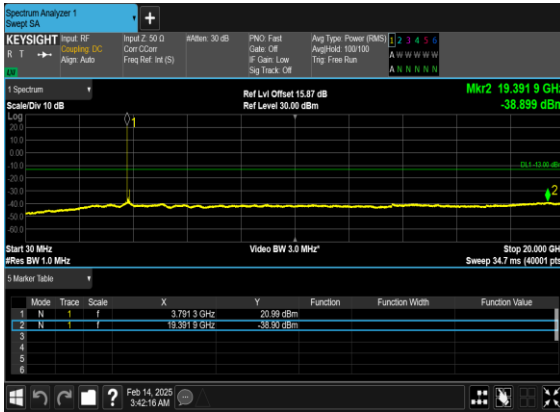 Spectrum Analyzer 1
Swept SA
KEYSIGHT Input: RF Input Z: 50 Ω #Atten: 30 dB PNO: Fast Avg Type: Power (RMS) 1 2 3 4 5 6
R T Coupling: DC Corr CCorr Gate: Off Avg|Hold: 100/100 A W W W W W
Align: Auto Freq Ref: Int (S) IF Gain: Low Trig: Free Run
LXI Sig Track: Off A N N N N N
1 Spectrum Ref Lvl Offset 15.87 dB Mkr2 19.391 9 GHz
Scale/Div 10 dB Ref Level 30.00 dBm -38.899 dBm
Log
1
20.0
10.0
0.00
-10.0
DL1 -13.00 dBm
-20.0
-30.0
2
-40.0
-50.0
-60.0
Start 30 MHz Video BW 3.0 MHz* Stop 20.000 GHz
#Res BW 1.0 MHz Sweep 34.7 ms (40001 pts)
5 Marker Table
Mode Trace Scale X Y Function Function Width Function Value
1 N 1 f 3.791 3 GHz 20.99 dBm
2 N 1 f 19.391 9 GHz -38.90 dBm
3
4
5
6
? Feb 14, 2025
3:42:16 AM